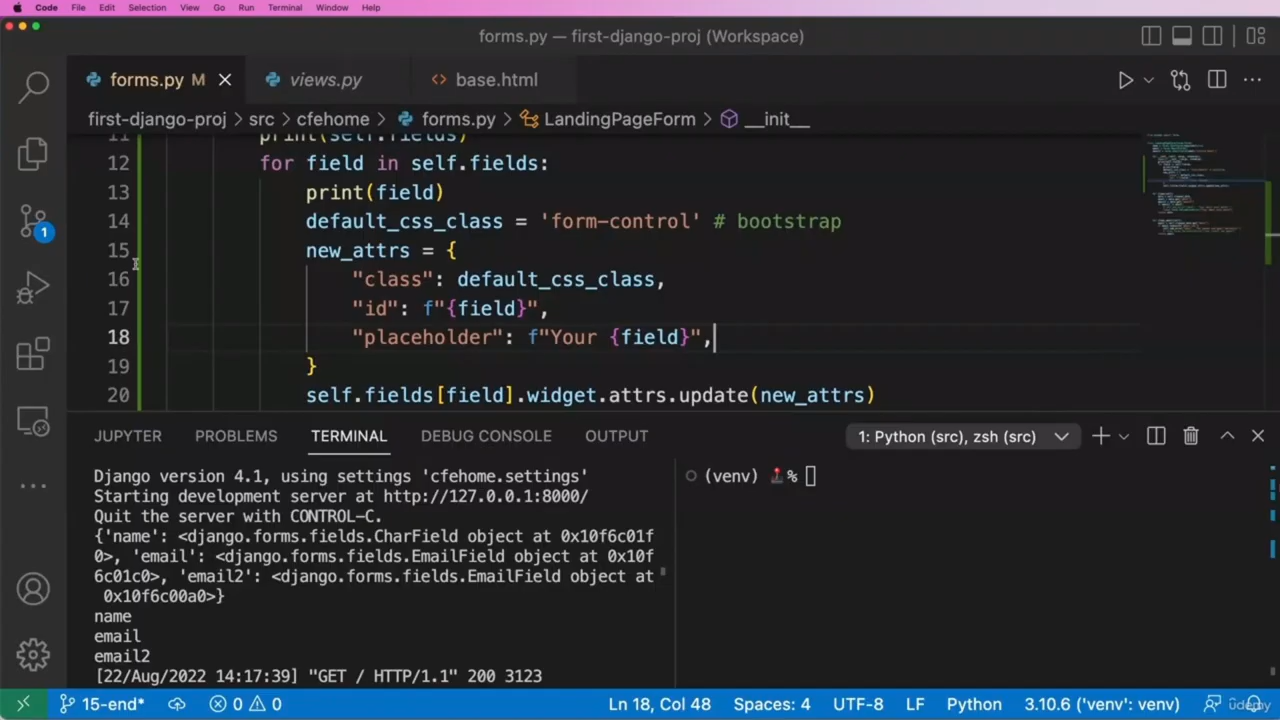 Code File Edit Selection View Go Run Terminal Window Help
forms.py — first-django-proj (Workspace)
forms.py M views.py base.html
first-django-proj > src > cfehome > forms.py > LandingPageForm > __init__
11 print(self.fields)
12 for field in self.fields:
13 print(field)
14 default_css_class = 'form-control' # bootstrap
15 new_attrs = {
16 "class": default_css_class,
17 "id": f"{field}",
18 "placeholder": f"Your {field}",
19 }
20 self.fields[field].widget.attrs.update(new_attrs)
1
JUPYTER PROBLEMS TERMINAL DEBUG CONSOLE OUTPUT 1: Python (src), zsh (src)
Django version 4.1, using settings 'cfehome.settings'
Starting development server at http://127.0.0.1:8000/
Quit the server with CONTROL-C.
{'name': <django.forms.fields.CharField object at 0x10f6c01f
0>, 'email': <django.forms.fields.EmailField object at 0x10f
6c01c0>, 'email2': <django.forms.fields.EmailField object at
0x10f6c00a0>}
name
email
email2
[22/Aug/2022 14:17:39] "GET / HTTP/1.1" 200 3123
(venv) %
15-end* 0 0 Ln 18, Col 48 Spaces: 4 UTF-8 LF Python 3.10.6 ('venv': venv)
udemy